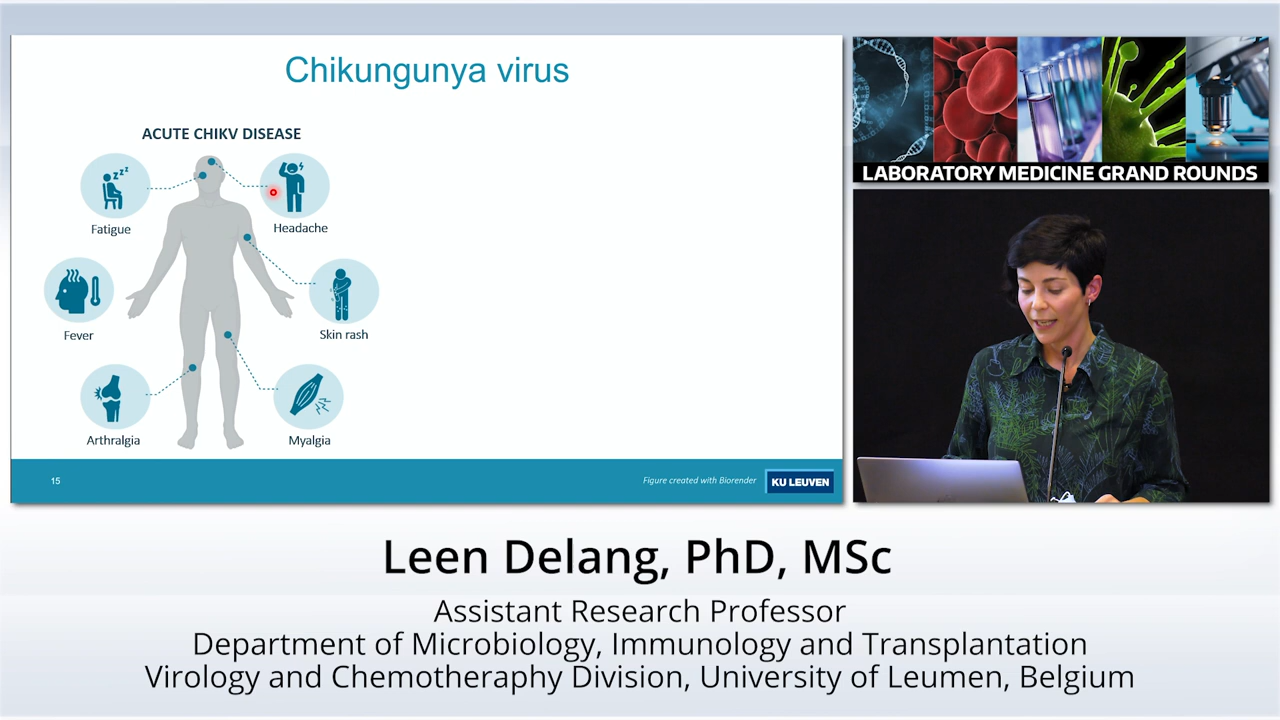 Chikungunya virus
ACUTE CHIKV DISEASE
Fatigue
Headache
Fever
Skin rash
Arthralgia
Myalgia
15
Figure created with Biorender
KU LEUVEN
LABORATORY MEDICINE GRAND ROUNDS
Leen Delang, PhD, MSc
Assistant Research Professor
Department of Microbiology, Immunology and Transplantation
Virology and Chemotheraphy Division, University of Leumen, Belgium